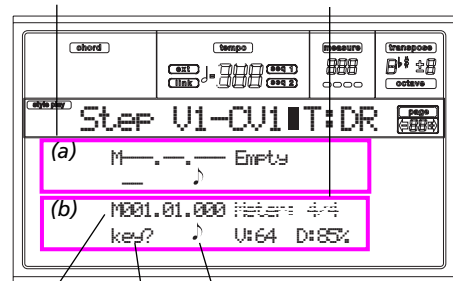 chord tempo measure transpose
ext seq 1
link seq 2 octave
style play Step V1-CV1 T:DR page
(a) M---.--.--- Empty
-- ♪
(b) M001.01.000 Meter: 4/4
key? ♪ V:64 D:85%